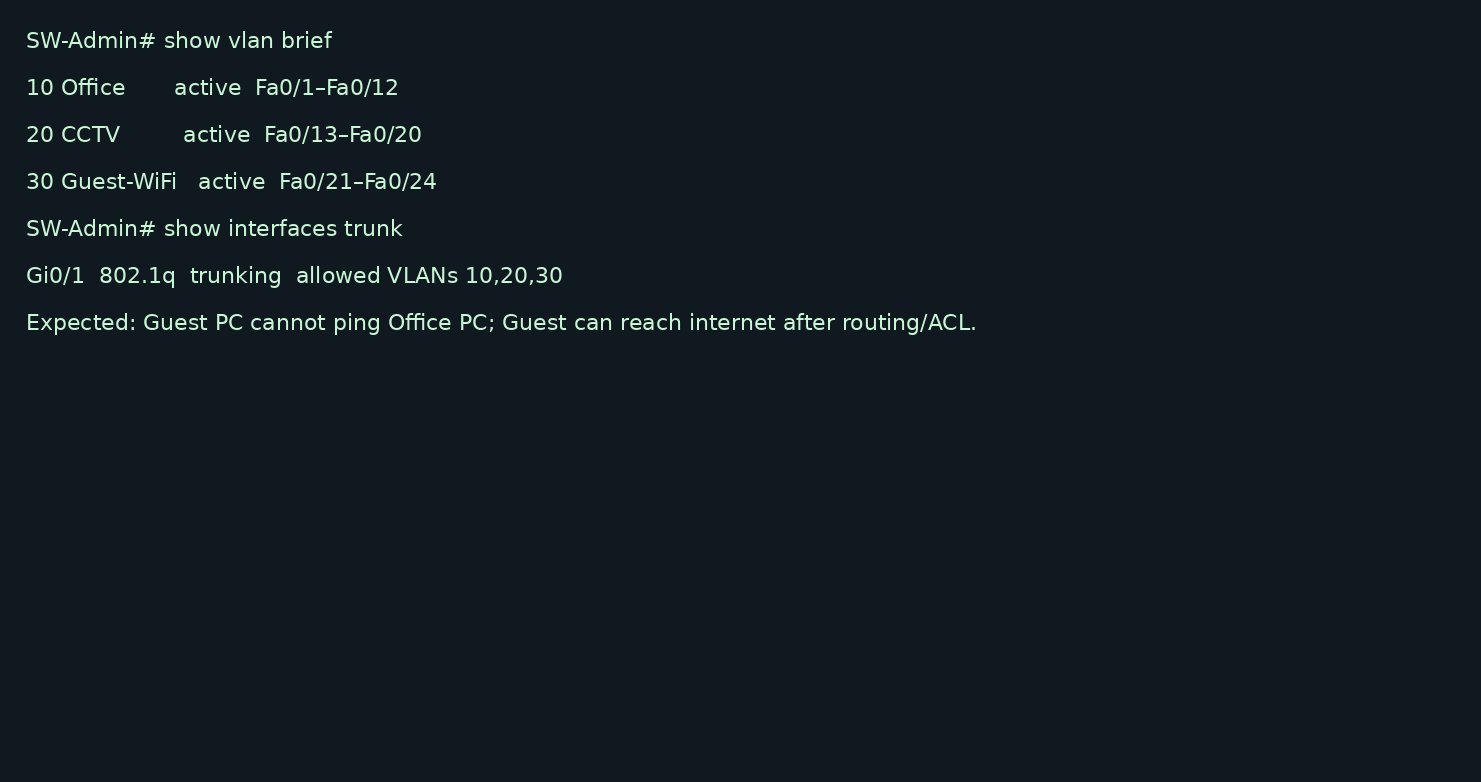 SW-Admin# show vlan brief
10 Office       active  Fa0/1–Fa0/12
20 CCTV         active  Fa0/13–Fa0/20
30 Guest-WiFi   active  Fa0/21–Fa0/24
SW-Admin# show interfaces trunk
Gi0/1  802.1q  trunking  allowed VLANs 10,20,30
Expected: Guest PC cannot ping Office PC; Guest can reach internet after routing/ACL.